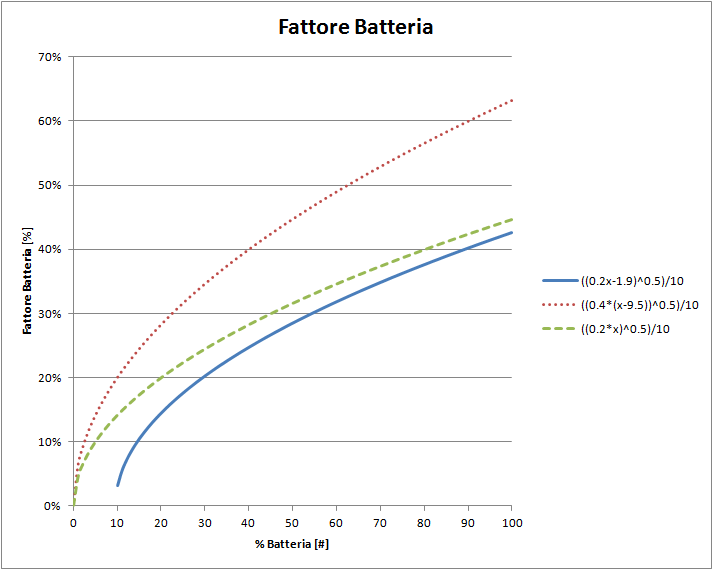 Fattore Batteria
70%
60%
50%
40%
30%
20%
10%
0%
Fattore Batteria [%]
0 10 20 30 40 50 60 70 80 90 100
% Batteria [#]
((0.2x-1.9)^0.5)/10
((0.4*(x-9.5))^0.5)/10
((0.2*x)^0.5)/10